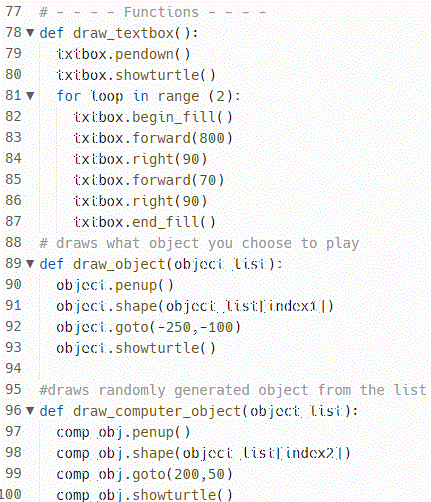 77 # - - - - Functions - - - -
78 def draw_textbox():
79 txtbox.pendown()
80 txtbox.showturtle()
81 for loop in range (2):
82 txtbox.begin_fill()
83 txtbox.forward(800)
84 txtbox.right(90)
85 txtbox.forward(70)
86 txtbox.right(90)
87 txtbox.end_fill()
88 # draws what object you choose to play
89 def draw_object(object_list):
90 object.penup()
91 object.shape(object_list[index1])
92 object.goto(-250,-100)
93 object.showturtle()
94
95 #draws randomly generated object from the list
96 def draw_computer_object(object_list):
97 comp_obj.penup()
98 comp_obj.shape(object_list[index2])
99 comp_obj.goto(200,50)
100 comp_obj.showturtle()